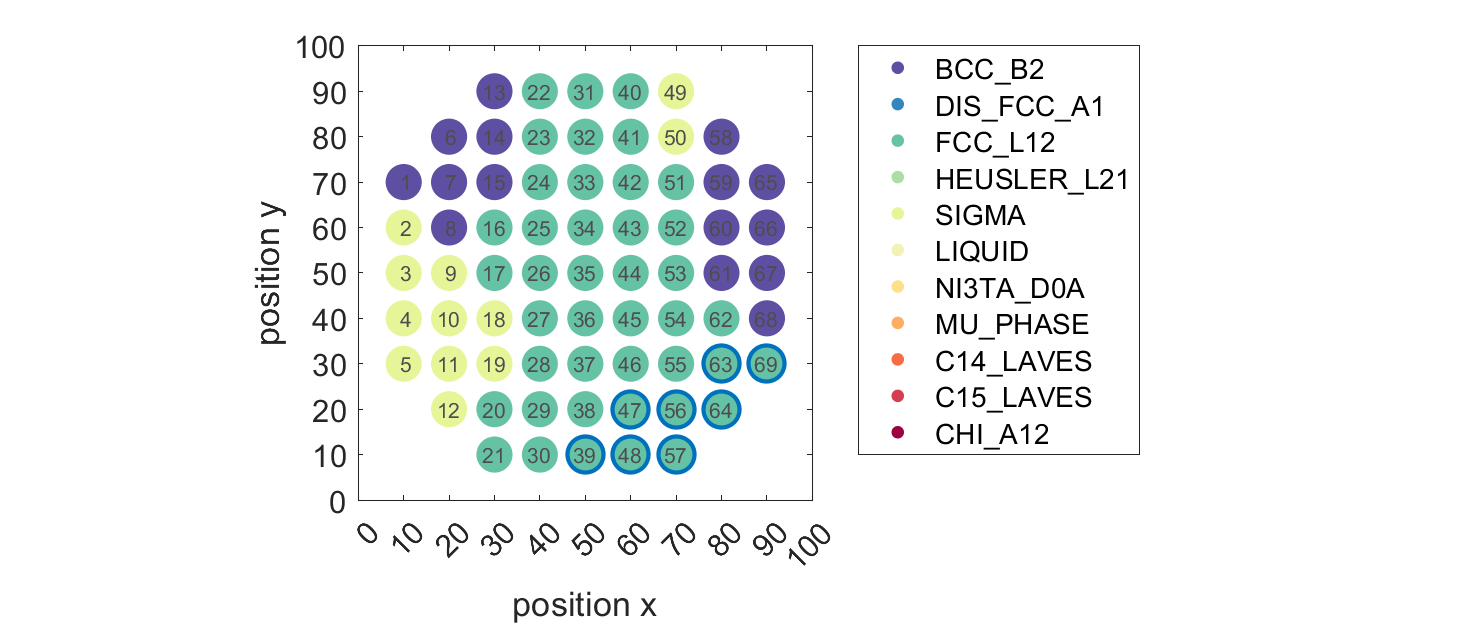 100
90 13 22 31 40 49
80 6 14 23 32 41 50 58
70 1 7 15 24 33 42 51 59 65
60 2 8 16 25 34 43 52 60 66
50 3 9 17 26 35 44 53 61 67
40 4 10 18 27 36 45 54 62 68
30 5 11 19 28 37 46 55 63 69
20 12 20 29 38 47 56 64
10 21 30 39 48 57
0
position y
0 10 20 30 40 50 60 70 80 90 100
position x
BCC_B2
DIS_FCC_A1
FCC_L12
HEUSLER_L21
SIGMA
LIQUID
NI3TA_D0A
MU_PHASE
C14_LAVES
C15_LAVES
CHI_A12